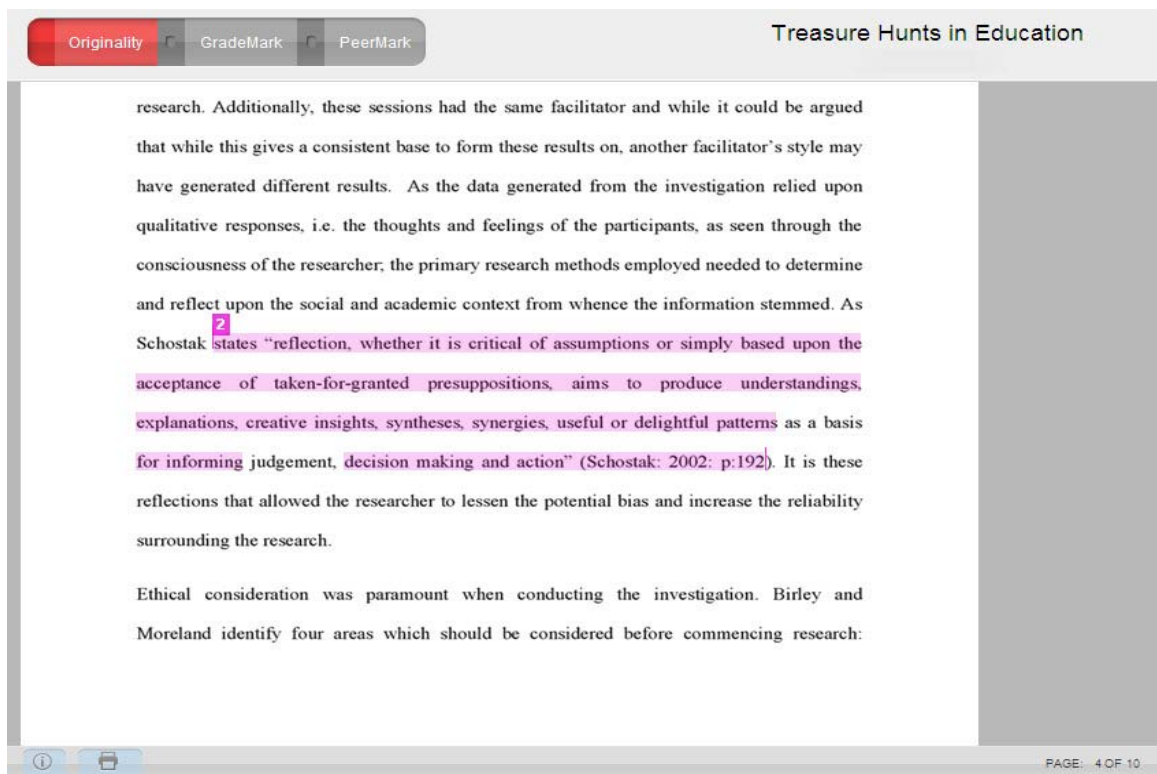 Originality
GradeMark
PeerMark
Treasure Hunts in Education
research. Additionally, these sessions had the same facilitator and while it could be argued
that while this gives a consistent base to form these results on, another facilitator's style may
have generated different results.  As the data generated from the investigation relied upon
qualitative responses, i.e. the thoughts and feelings of the participants, as seen through the
consciousness of the researcher; the primary research methods employed needed to determine
and reflect upon the social and academic context from whence the information stemmed. As
2
Schostak states “reflection, whether it is critical of assumptions or simply based upon the
acceptance of taken-for-granted presuppositions, aims to produce understandings,
explanations, creative insights, syntheses, synergies, useful or delightful patterns as a basis
for informing judgement, decision making and action” (Schostak: 2002: p:192). It is these
reflections that allowed the researcher to lessen the potential bias and increase the reliability
surrounding the research.
Ethical consideration was paramount when conducting the investigation. Birley and
Moreland identify four areas which should be considered before commencing research:
PAGE: 4 OF 10